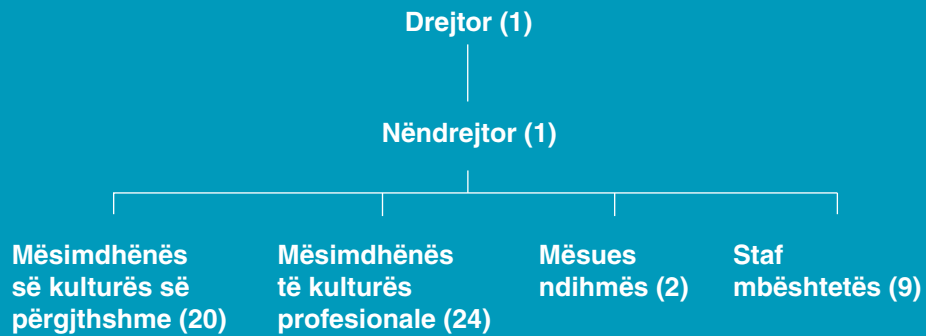 Drejtor (1)
Nëndrejtor (1)
Mësimdhënës
së kulturës së
përgjthshme (20)
Mësimdhënës
të kulturës
profesionale (24)
Mësues
ndihmës (2)
Staf
mbështetës (9)